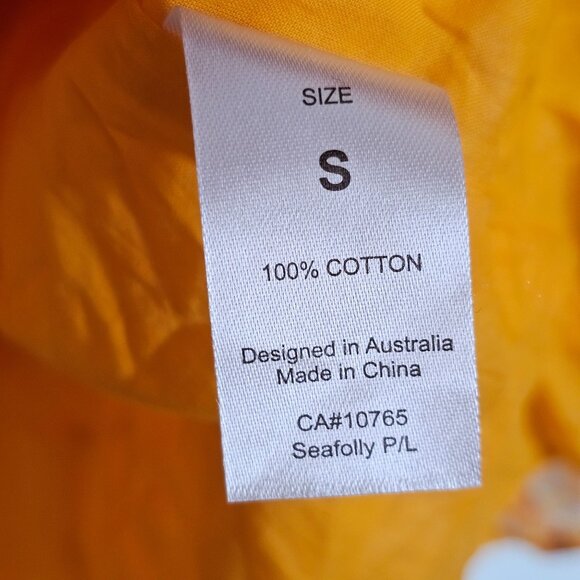 SIZE
S
100% COTTON
Designed in Australia
Made in China
CA#10765
Seafolly P/L